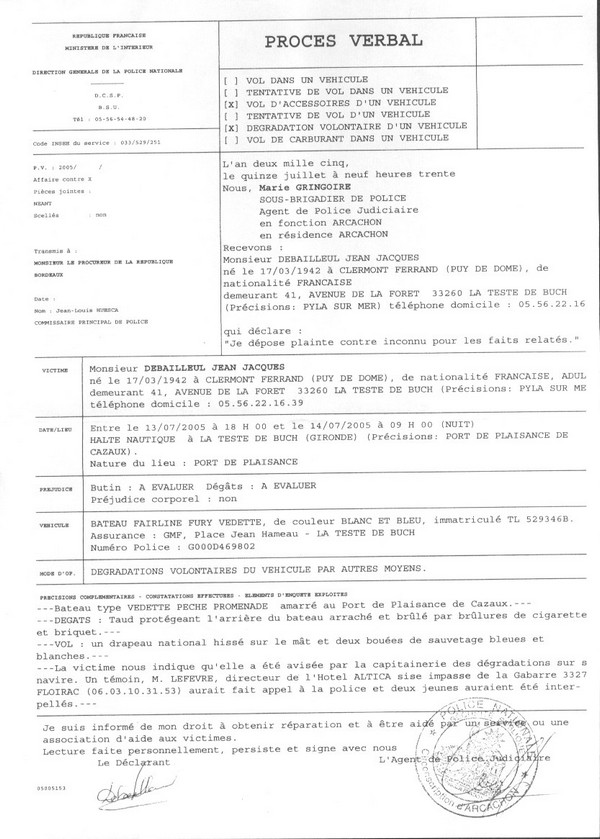 REPUBLIQUE FRANCAISE
MINISTERE DE L'INTERIEUR
DIRECTION GENERALE DE LA POLICE NATIONALE
D.C.S.P.
B.S.U.
Tél : 05-56-54-48-20
Code INSEE du service : 033/529/251
PROCES VERBAL
[ ] VOL DANS UN VEHICULE
[ ] TENTATIVE DE VOL DANS UN VEHICULE
[X] VOL D'ACCESSOIRES D'UN VEHICULE
[ ] TENTATIVE DE VOL D'UN VEHICULE
[X] DEGRADATION VOLONTAIRE D'UN VEHICULE
[ ] VOL DE CARBURANT DANS UN VEHICULE
P.V. : 2005/ /
Affaire contre X
Pièces jointes :
NEANT
Scellés : non
Transmis à :
MONSIEUR LE PROCUREUR DE LA REPUBLIQUE
BORDEAUX
Date :
Nom : Jean-Louis HUESCA
COMMISSAIRE PRINCIPAL DE POLICE
L'an deux mille cinq,
le quinze juillet à neuf heures trente
Nous, Marie GRINGOIRE
SOUS-BRIGADIER DE POLICE
Agent de Police Judiciaire
en fonction ARCACHON
en résidence ARCACHON
Recevons :
Monsieur DEBAILLEUL JEAN JACQUES
né le 17/03/1942 à CLERMONT FERRAND (PUY DE DOME), de
nationalité FRANCAISE
demeurant 41, AVENUE DE LA FORET 33260 LA TESTE DE BUCH
(Précisions: PYLA SUR MER) téléphone domicile : 05.56.22.16
qui déclare :
"Je dépose plainte contre inconnu pour les faits relatés."
VICTIME
Monsieur DEBAILLEUL JEAN JACQUES
né le 17/03/1942 à CLERMONT FERRAND (PUY DE DOME), de nationalité FRANCAISE, ADUL
demeurant 41, AVENUE DE LA FORET 33260 LA TESTE DE BUCH (Précisions: PYLA SUR ME
téléphone domicile : 05.56.22.16.39
DATE/LIEU
Entre le 13/07/2005 à 18 H 00 et le 14/07/2005 à 09 H 00 (NUIT)
HALTE NAUTIQUE à LA TESTE DE BUCH (GIRONDE) (Précisions: PORT DE PLAISANCE DE
CAZAUX).
Nature du lieu : PORT DE PLAISANCE
PREJUDICE
Butin : A EVALUER Dégâts : A EVALUER
Préjudice corporel : non
VEHICULE
BATEAU FAIRLINE FURY VEDETTE, de couleur BLANC ET BLEU, immatriculé TL 529346B.
Assurance : GMF, Place Jean Hameau - LA TESTE DE BUCH
Numéro Police : G000D469802
MODE D'OP.
DEGRADATIONS VOLONTAIRES DU VEHICULE PAR AUTRES MOYENS.
PRECISIONS COMPLEMENTAIRES - CONSTATATIONS EFFECTUEES - ELEMENTS D'ENQUETE EXPLOITES
---Bateau type VEDETTE PECHE PROMENADE amarré au Port de Plaisance de Cazaux.---
---DEGATS : Taud protégeant l'arrière du bateau arraché et brûlé par brûlures de cigarette
et briquet.---
---VOL : un drapeau national hissé sur le mât et deux bouées de sauvetage bleues et
blanches.---
---La victime nous indique qu'elle a été avisée par la capitainerie des dégradations sur s
navire. Un témoin, M. LEFEVRE, directeur de l'Hotel ALTICA sise impasse de la Gabarre 3327
FLOIRAC (06.03.10.31.53) aurait fait appel à la police et deux jeunes auraient été inter-
pellés.---
Je suis informé de mon droit à obtenir réparation et à être aidé par un service ou une
association d'aide aux victimes.
Lecture faite personnellement, persiste et signe avec nous
Le Déclarant
L'Agent de Police Judiciaire
POLICE NATIONALE
Circonscription d'ARCACHON
00005153